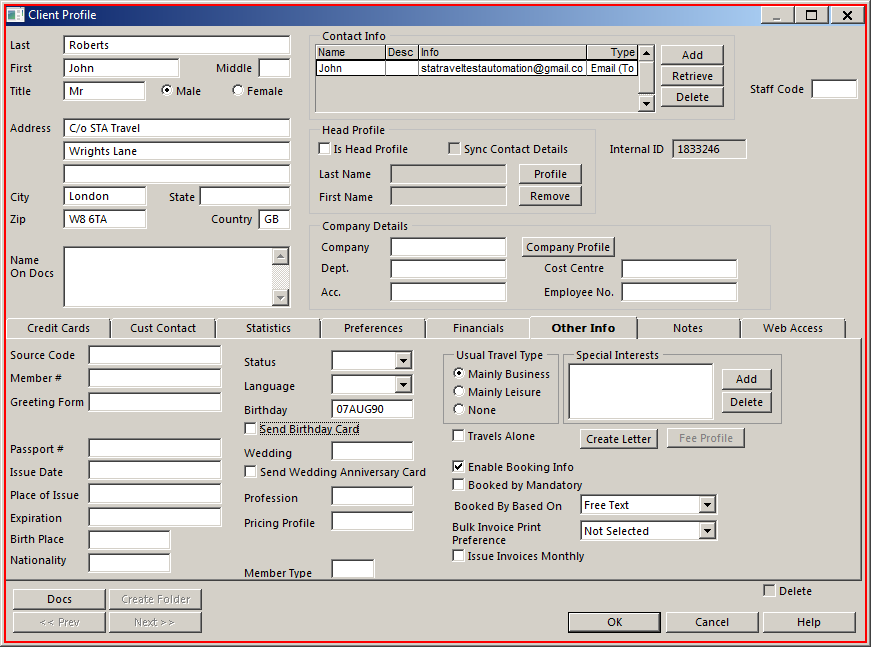 Client Profile
Last Roberts
First John Middle
Title Mr Male Female
Address C/o STA Travel
Wrights Lane
City London State
Zip W8 6TA Country GB
Name
On Docs
Contact Info
Name Desc Info Type
John statraveltestautomation@gmail.co Email (To
Add
Retrieve
Delete
Staff Code
Head Profile
Is Head Profile Sync Contact Details
Last Name Profile
First Name Remove
Internal ID 1833246
Company Details
Company Company Profile
Dept. Cost Centre
Acc. Employee No.
Credit Cards Cust Contact Statistics Preferences Financials Other Info Notes Web Access
Source Code
Member #
Greeting Form
Passport #
Issue Date
Place of Issue
Expiration
Birth Place
Nationality
Status
Language
Birthday 07AUG90
Send Birthday Card
Wedding
Send Wedding Anniversary Card
Profession
Pricing Profile
Member Type
Usual Travel Type
Mainly Business
Mainly Leisure
None
Special Interests
Add
Delete
Travels Alone Create Letter Fee Profile
Enable Booking Info
Booked by Mandatory
Booked By Based On Free Text
Bulk Invoice Print
Preference Not Selected
Issue Invoices Monthly
Delete
Docs Create Folder
<< Prev Next >>
OK Cancel Help